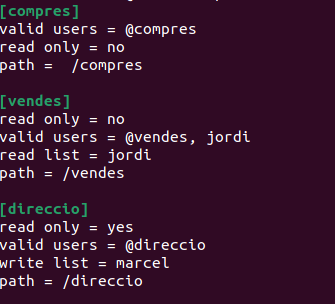 [compres]
valid users = @compres
read only = no
path =  /compres

[vendes]
read only = no
valid users = @vendes, jordi
read list = jordi
path = /vendes

[direccio]
read only = yes
valid users = @direccio
write list = marcel
path = /direccio